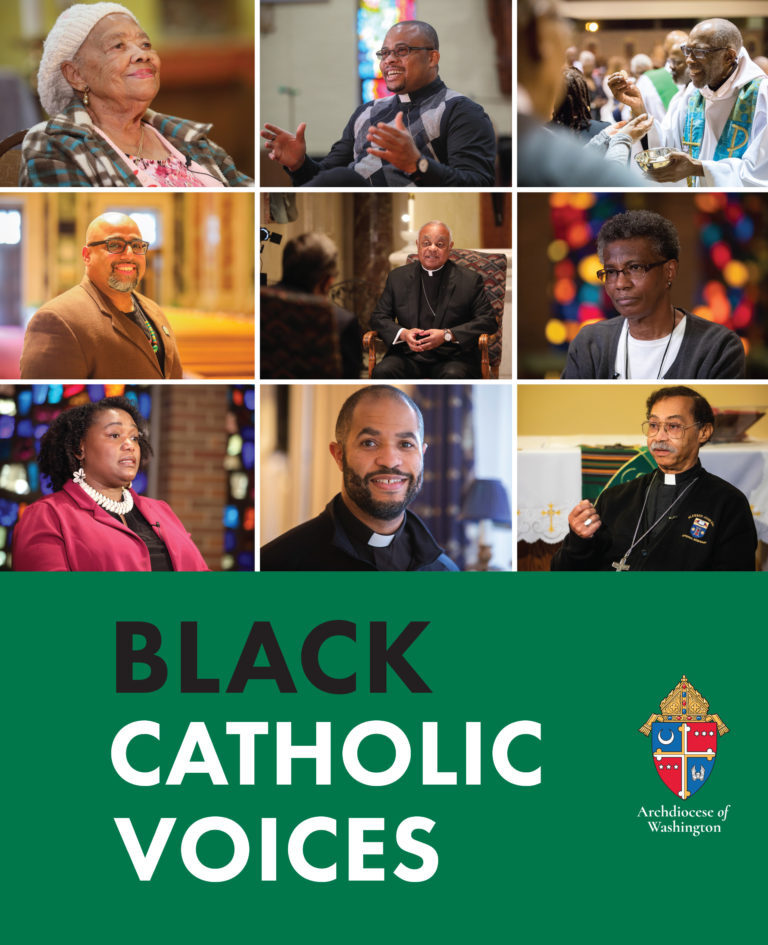 BLACK
CATHOLIC
VOICES
Archdiocese of
Washington